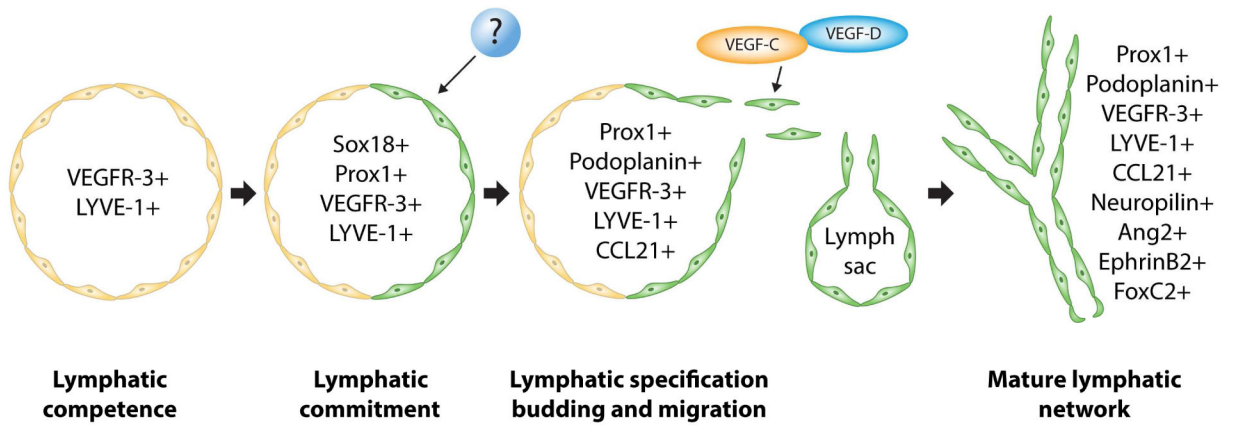 ?
VEGF-C
VEGF-D
VEGFR-3+
LYVE-1+
Sox18+
Prox1+
VEGFR-3+
LYVE-1+
Prox1+
Podoplanin+
VEGFR-3+
LYVE-1+
CCL21+
Lymph
sac
Prox1+
Podoplanin+
VEGFR-3+
LYVE-1+
CCL21+
Neuropilin+
Ang2+
EphrinB2+
FoxC2+
Lymphatic
competence
Lymphatic
commitment
Lymphatic specification
budding and migration
Mature lymphatic
network